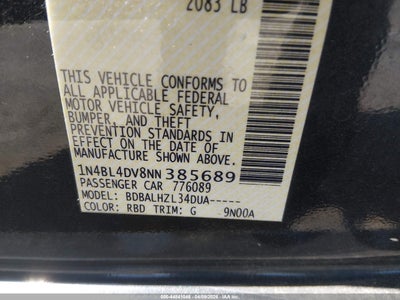 2083 LB
THIS VEHICLE CONFORMS TO
ALL APPLICABLE FEDERAL
MOTOR VEHICLE SAFETY,
BUMPER, AND THEFT
PREVENTION STANDARDS IN
EFFECT ON THE DATE OF
MANUFACTURE SHOWN ABOVE.
1N4BL4DV8NN385689
PASSENGER CAR 776089
MODEL: BDBALHZL34DUA-----
COLOR: RBD TRIM: G 9N00A